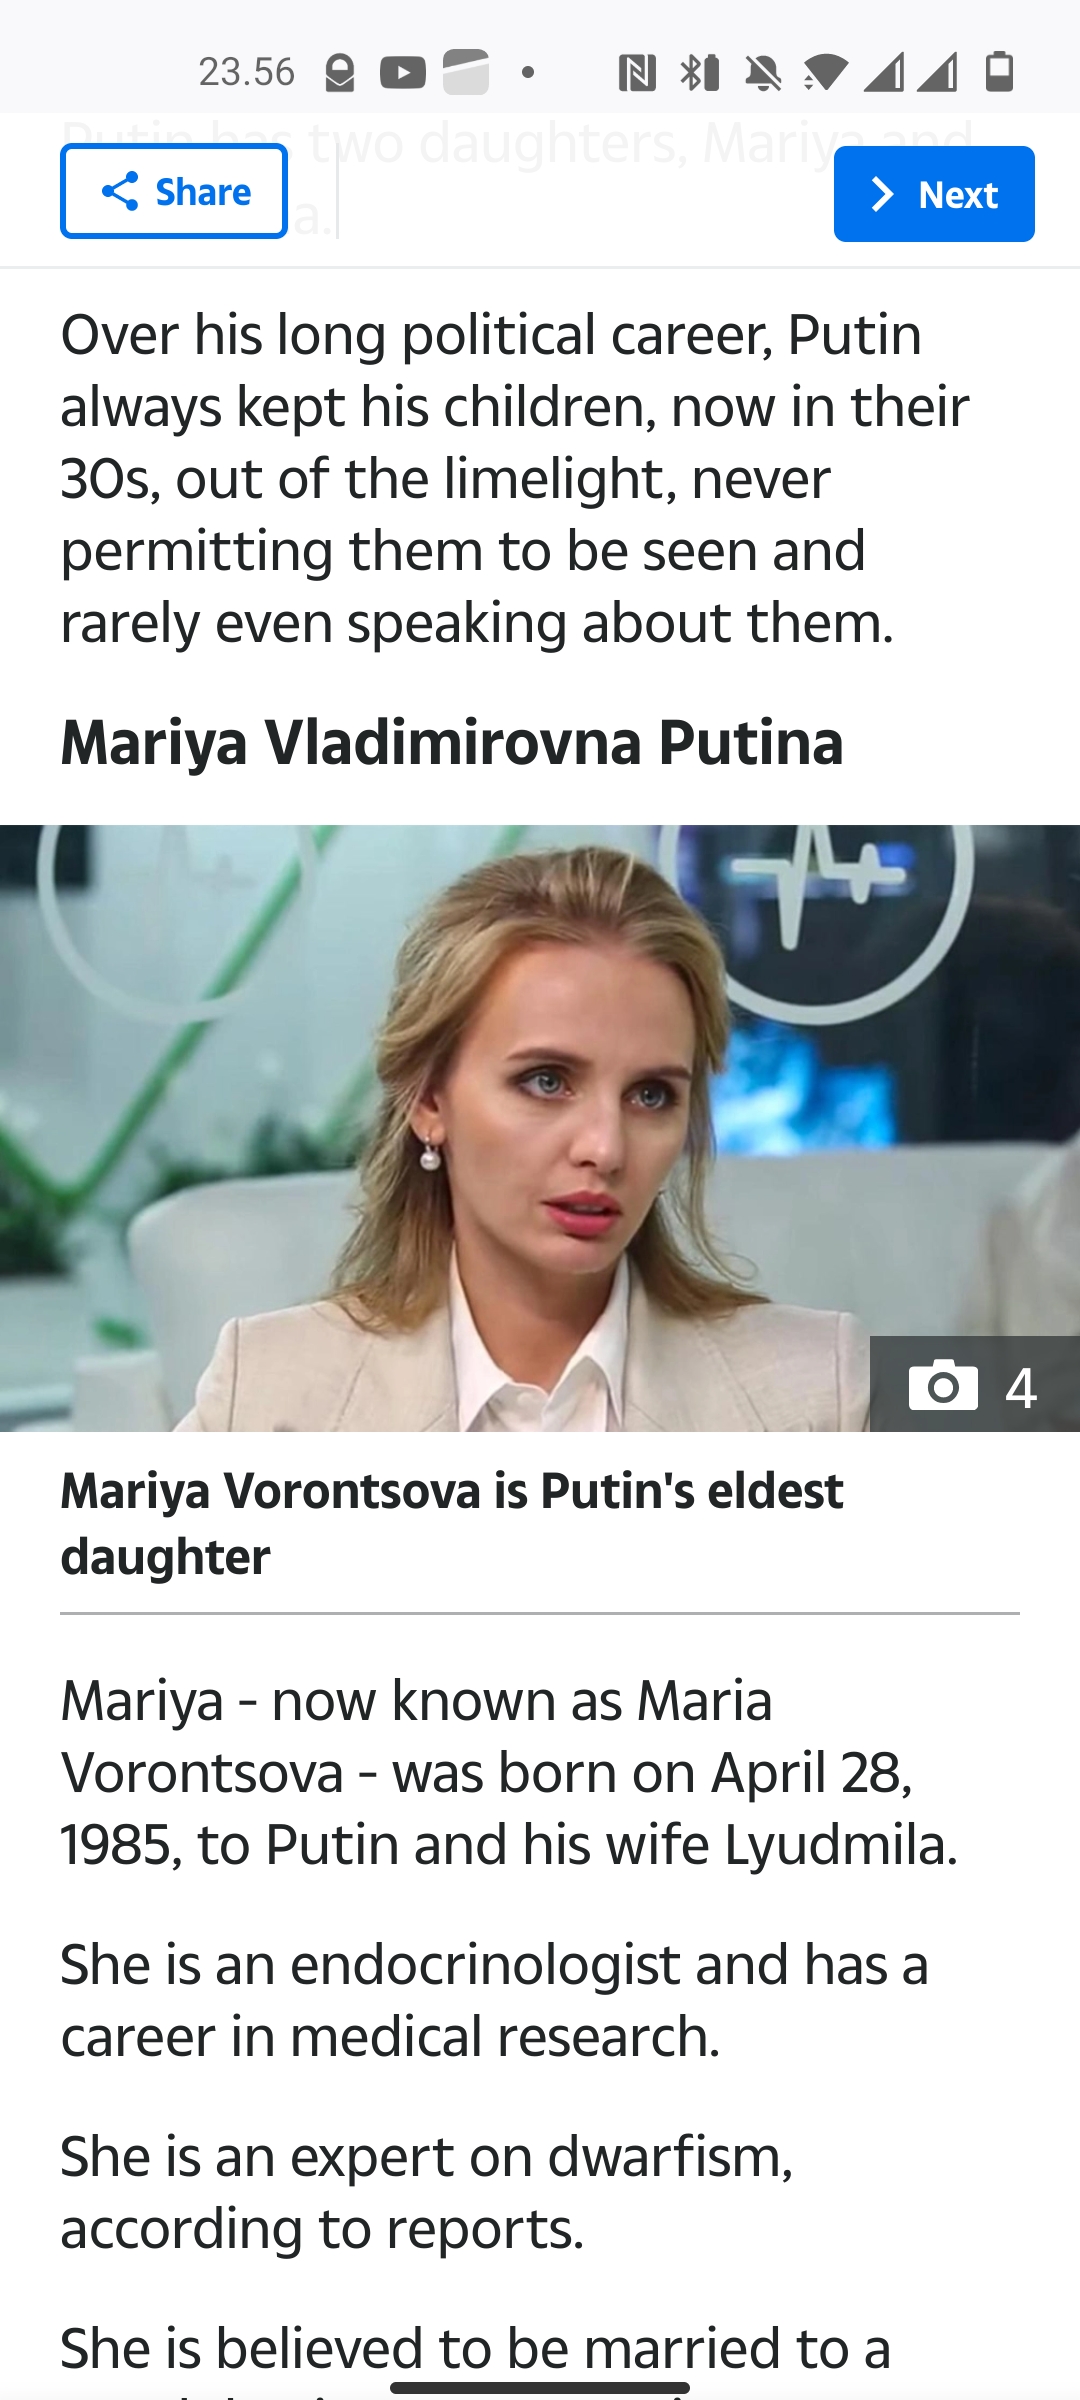 23.56
Putin has two daughters, Mariya and
a.
Share
Next
Over his long political career, Putin
always kept his children, now in their
30s, out of the limelight, never
permitting them to be seen and
rarely even speaking about them.
Mariya Vladimirovna Putina
4
Mariya Vorontsova is Putin's eldest
daughter
Mariya - now known as Maria
Vorontsova - was born on April 28,
1985, to Putin and his wife Lyudmila.
She is an endocrinologist and has a
career in medical research.
She is an expert on dwarfism,
according to reports.
She is believed to be married to a